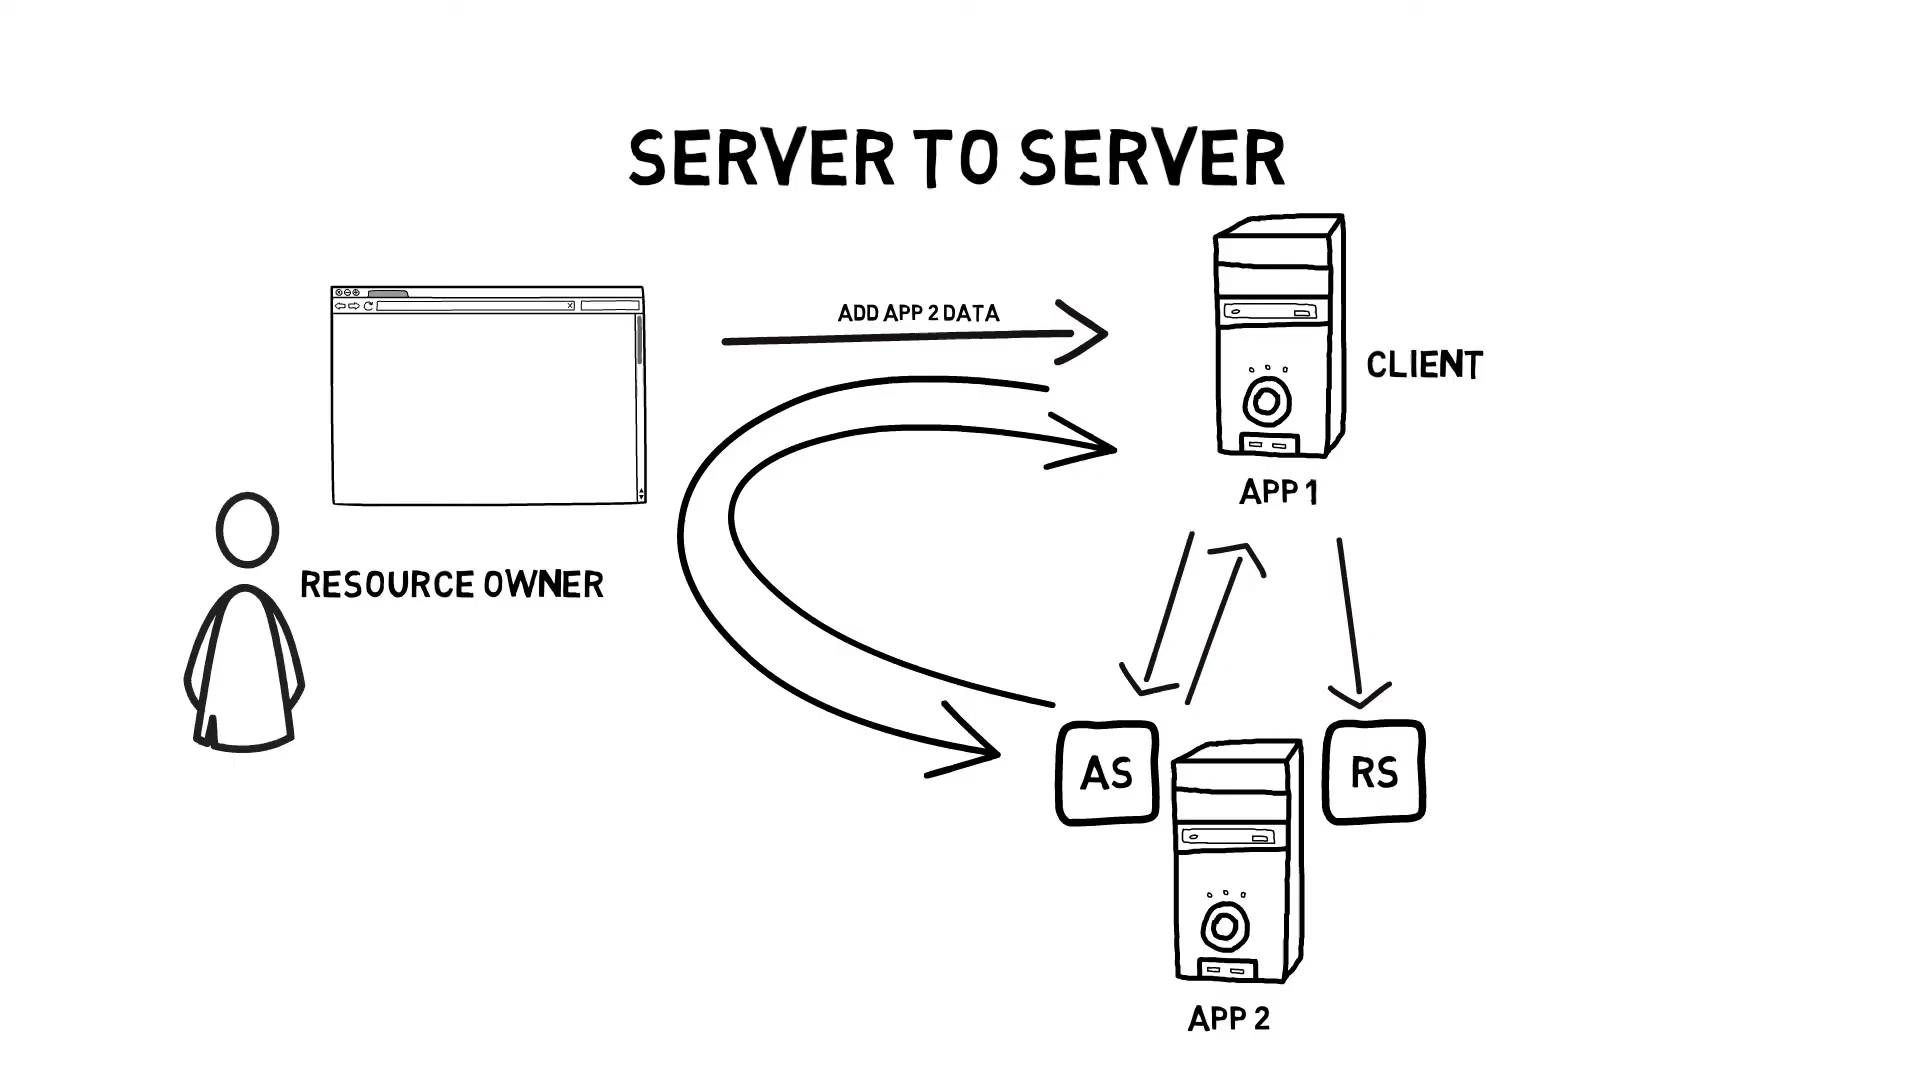 SERVER TO SERVER
ADD APP 2 DATA
CLIENT
APP 1
RESOURCE OWNER
AS
RS
APP 2